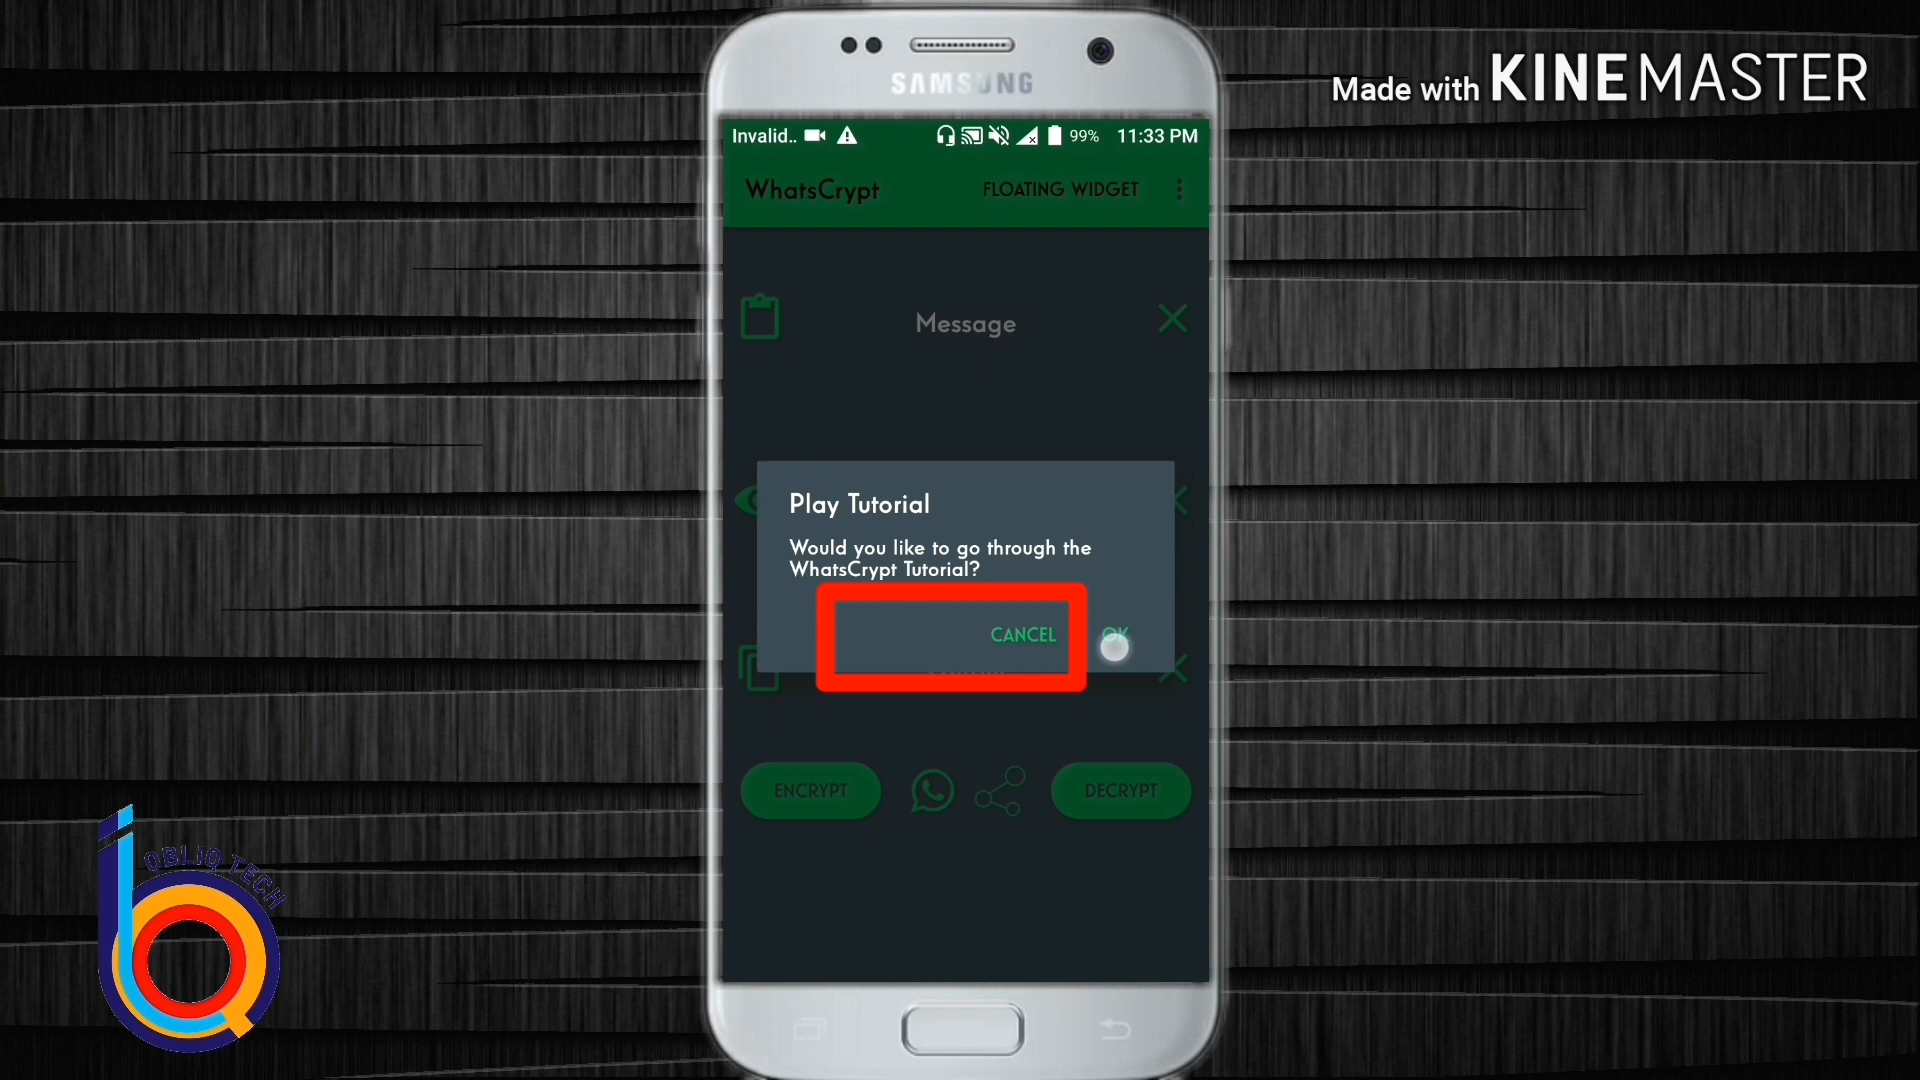 SAMSUNG
Made with KINEMASTER
Invalid.. 99% 11:33 PM
WhatsCrypt FLOATING WIDGET
Message
Play Tutorial
Would you like to go through the
WhatsCrypt Tutorial?
CANCEL OK
ENCRYPT DECRYPT
OBLIQ TECH